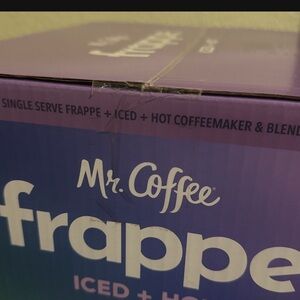 frappe
SINGLE SERVE FRAPPE + ICED + HOT COFFEEMAKER & BLEND
Mr. Coffee
frappe
ICED + HO